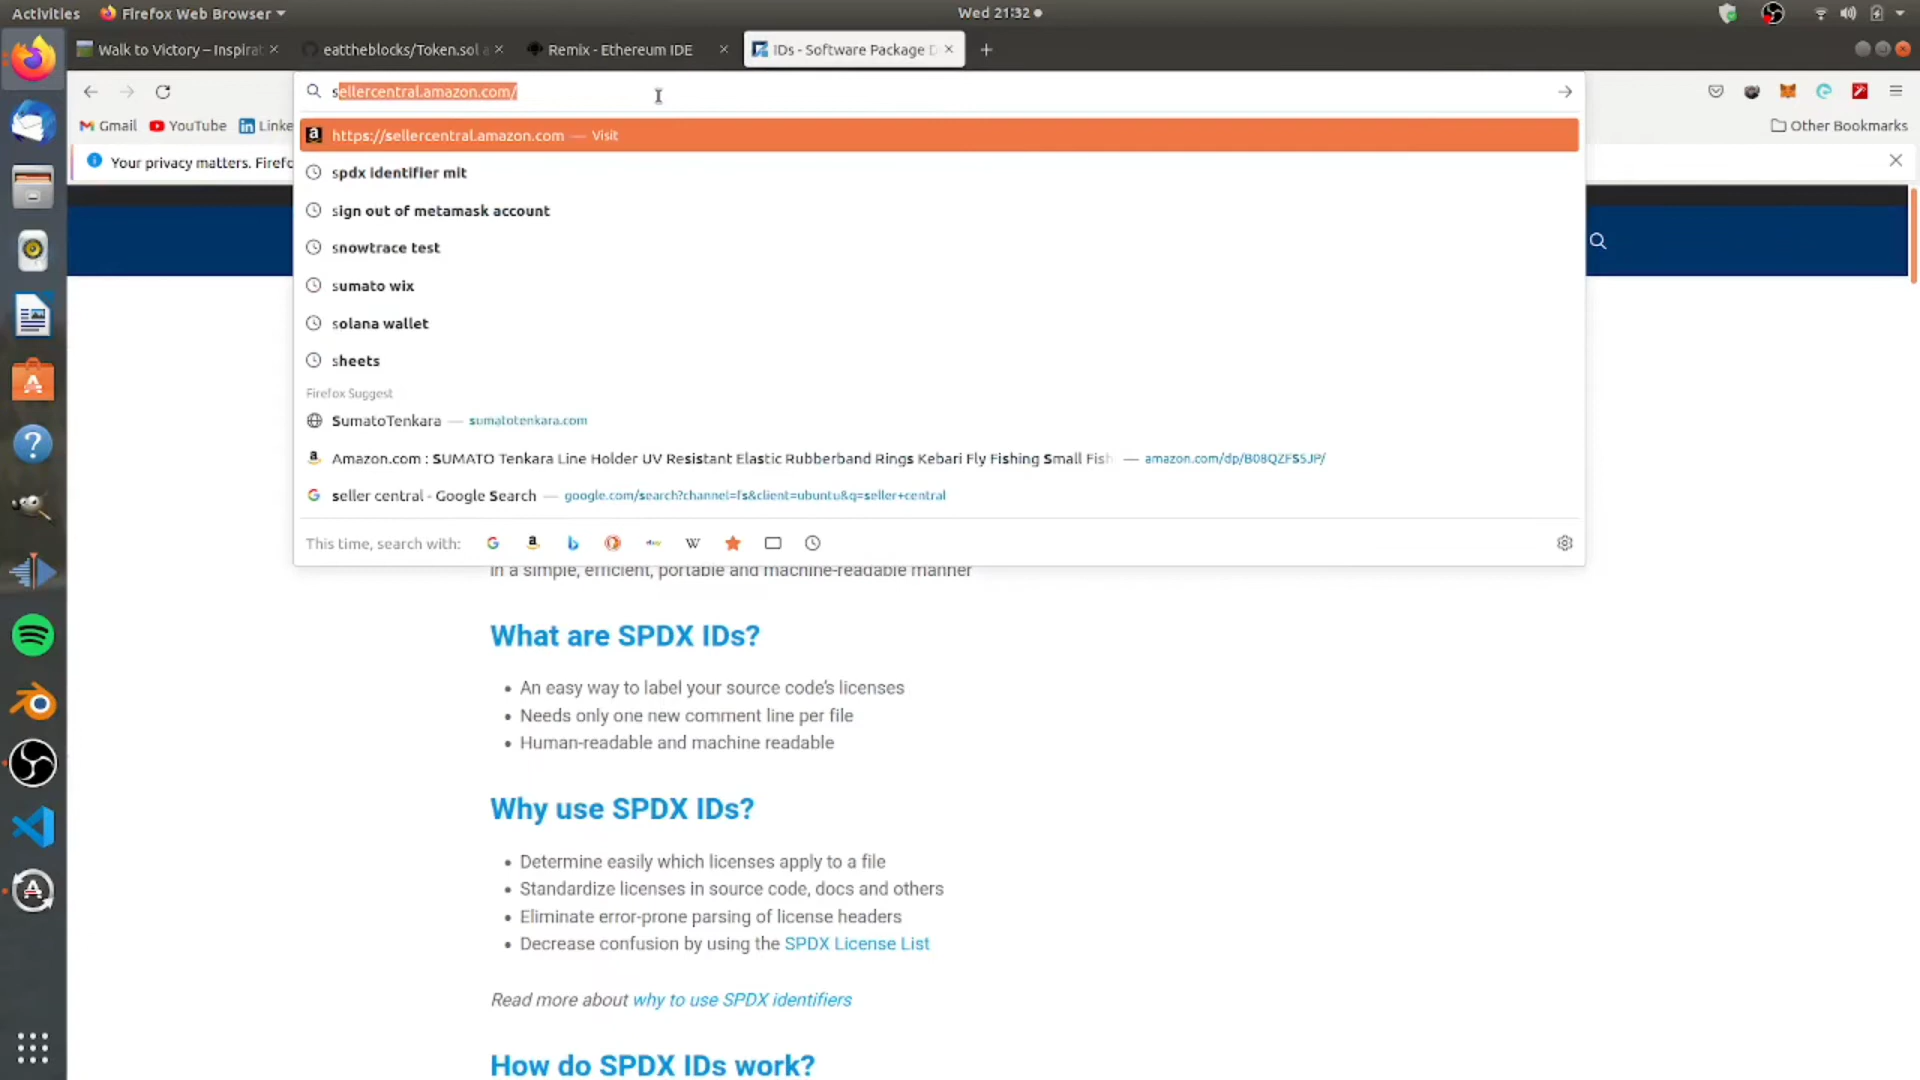 Activities Firefox Web Browser Wed 21:32
Walk to Victory – Inspirat eattheblocks/Token.sol a Remix - Ethereum IDE IDs - Software Package D
sellercentral.amazon.com/
Gmail YouTube Linke Other Bookmarks
https://sellercentral.amazon.com — Visit
Your privacy matters. Firefo
spdx identifier mit
sign out of metamask account
snowtrace test
sumato wix
solana wallet
sheets
Firefox Suggest
SumatoTenkara — sumatotenkara.com
Amazon.com : SUMATO Tenkara Line Holder UV Resistant Elastic Rubberband Rings Kebari Fly Fishing Small Fish — amazon.com/dp/B08QZFS5JP/
seller central - Google Search — google.com/search?channel=fs&client=ubuntu&q=seller+central
This time, search with:
in a simple, efficient, portable and machine-readable manner
What are SPDX IDs?
• An easy way to label your source code's licenses
• Needs only one new comment line per file
• Human-readable and machine readable
Why use SPDX IDs?
• Determine easily which licenses apply to a file
• Standardize licenses in source code, docs and others
• Eliminate error-prone parsing of license headers
• Decrease confusion by using the SPDX License List
Read more about why to use SPDX identifiers
How do SPDX IDs work?